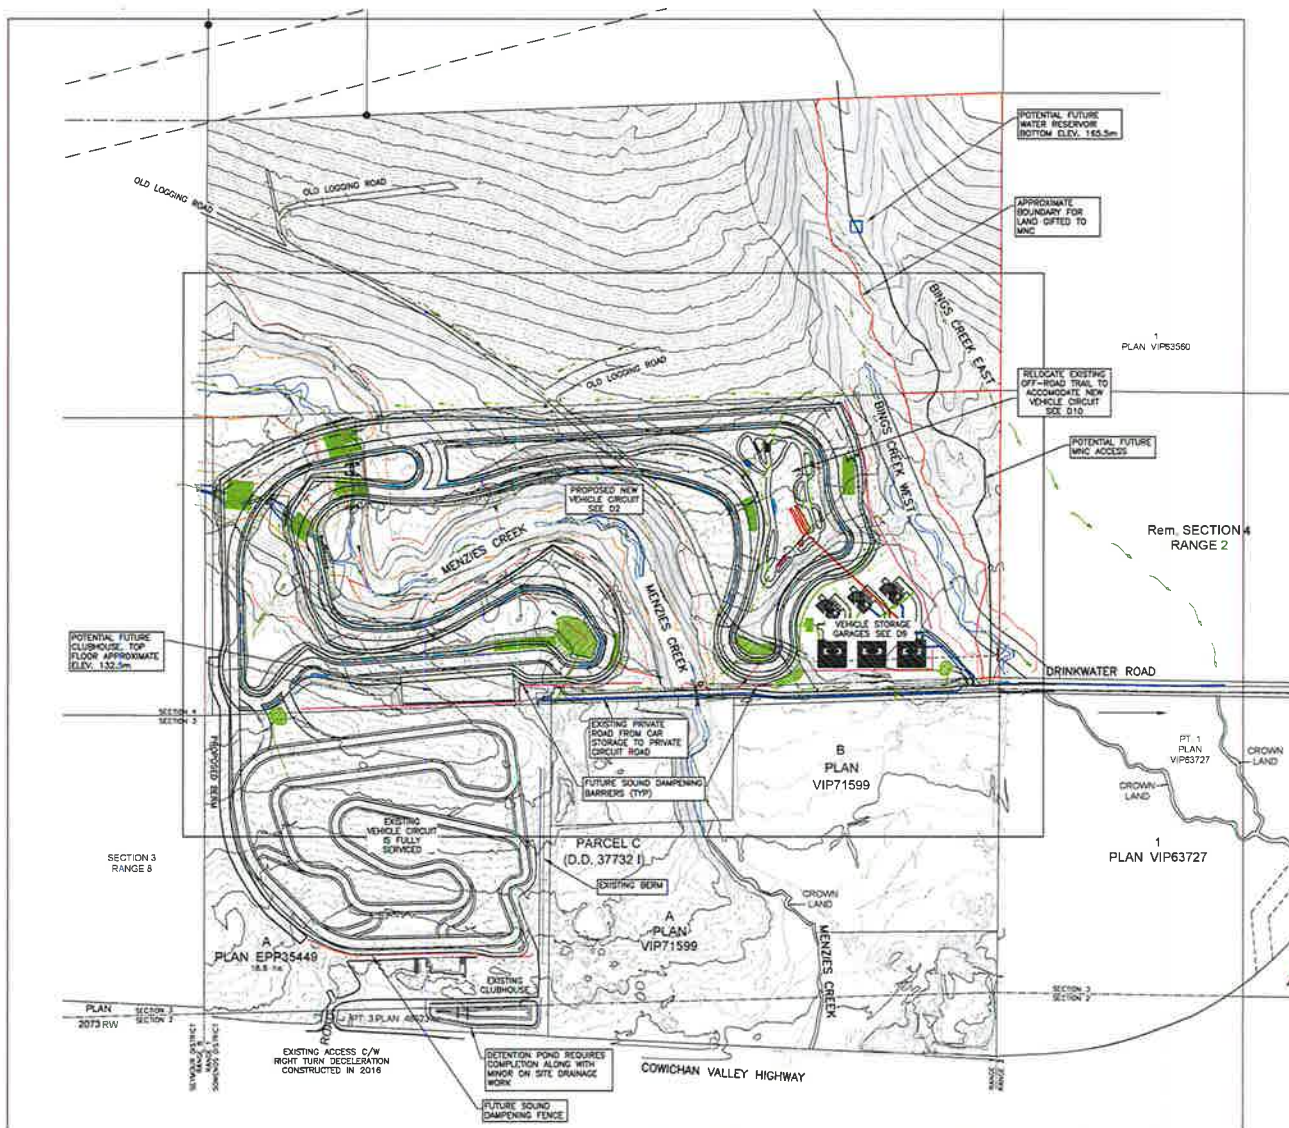 POTENTIAL FUTURE
WATER RESERVOIR
BOTTOM ELEV. 165.5m
OLD LOGGING ROAD
OLD LOGGING ROAD
APPROXIMATE
BOUNDARY FOR
LAND GIFTED TO
MNC
BINGS CREEK EAST
1
PLAN VIP63560
OLD LOGGING ROAD
RELOCATE EXISTING
OFF-ROAD TRAIL TO
ACCOMODATE NEW
VEHICLE CIRCUIT
SEE D10
BINGS CREEK WEST
POTENTIAL FUTURE
MNC ACCESS
PROPOSED NEW
VEHICLE CIRCUIT
SEE D2
Rem. SECTION 4
RANGE 2
MENZIES CREEK
MENZIES CREEK
VEHICLE STORAGE
GARAGES SEE D9
POTENTIAL FUTURE
CLUBHOUSE, TOP
FLOOR APPROXIMATE
ELEV. 132.5m
DRINKWATER ROAD
SECTION 4
SECTION 3
EXISTING PRIVATE
ROAD FROM CAR
STORAGE TO PRIVATE
CIRCUIT ROAD
PROPOSED BERM
B
PLAN
VIP71599
PT. 1
PLAN
VIP63727
CROWN
LAND
CROWN
LAND
FUTURE SOUND DAMPENING
BARRIERS (TYP)
EXISTING
VEHICLE CIRCUIT
IS FULLY
SERVICED
SECTION 3
RANGE 8
PARCEL C
(D.D. 37732 I)
1
PLAN VIP63727
EXISTING BERM
CROWN
LAND
A
PLAN
VIP71599
MENZIES CREEK
A
PLAN EPP35449
EXISTING
CLUBHOUSE
SECTION 3
SECTION 2
PLAN
2073 RW
SECTION 3
SECTION 2
EXISTING ACCESS C/W
RIGHT TURN DECELERATION
CONSTRUCTED IN 2016
DETENTION POND REQUIRES
COMPLETION ALONG WITH
MINOR ON SITE DRAINAGE
WORK
COWICHAN VALLEY HIGHWAY
SEYMOUR DISTRICT
SOMENOS DISTRICT
FUTURE SOUND
DAMPENING FENCE